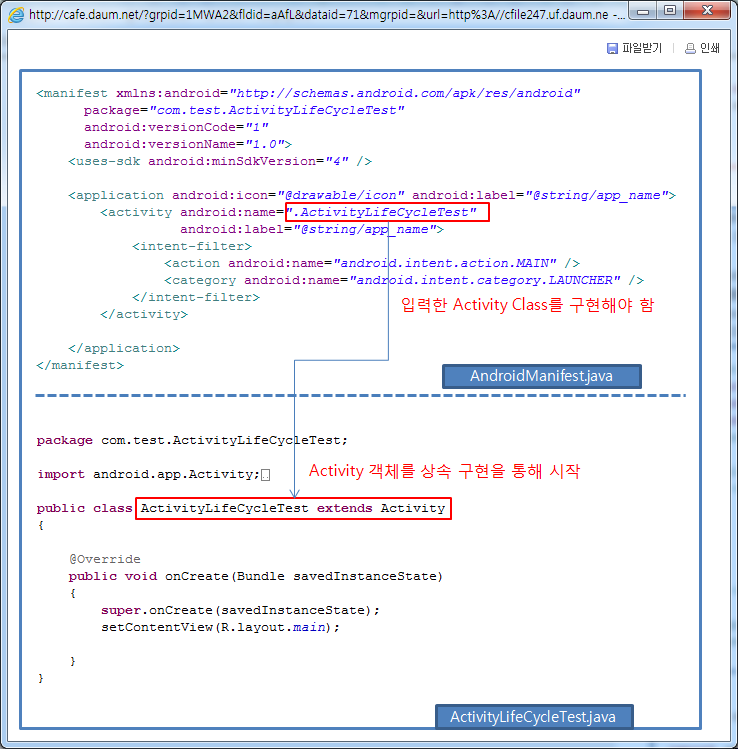 http://cafe.daum.net/?grpid=1MWA2&fldid=aAfL&dataid=71&mgrpid=&url=http%3A//cfile247.uf.daum.ne - ...
파일받기 | 인쇄
<manifest xmlns:android="http://schemas.android.com/apk/res/android"
package="com.test.ActivityLifeCycleTest"
android:versionCode="1"
android:versionName="1.0">
<uses-sdk android:minSdkVersion="4" />
<application android:icon="@drawable/icon" android:label="@string/app_name">
<activity android:name=".ActivityLifeCycleTest"
android:label="@string/app_name">
<intent-filter>
<action android:name="android.intent.action.MAIN" />
<category android:name="android.intent.category.LAUNCHER" />
</intent-filter>
입력한 Activity Class를 구현해야 함
</activity>
</application>
</manifest>
AndroidManifest.java
package com.test.ActivityLifeCycleTest;
import android.app.Activity;
Activity 객체를 상속 구현을 통해 시작
public class ActivityLifeCycleTest extends Activity
{
@Override
public void onCreate(Bundle savedInstanceState)
{
super.onCreate(savedInstanceState);
setContentView(R.layout.main);
}
}
ActivityLifeCycleTest.java